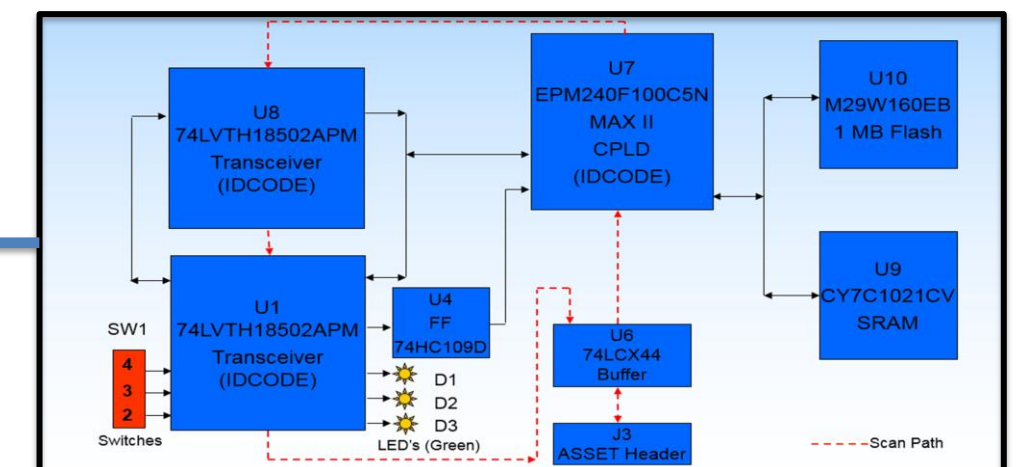 U8
74LVTH18502APM
Transceiver
(IDCODE)
U7
EPM240F100C5N
MAX II
CPLD
(IDCODE)
U10
M29W160EB
1 MB Flash
U1
74LVTH18502APM
Transceiver
(IDCODE)
U4
FF
74HC109D
U9
CY7C1021CV
SRAM
SW1
4
3
2
Switches
D1
D2
D3
LED's (Green)
U6
74LCX44
Buffer
J3
ASSET Header
Scan Path